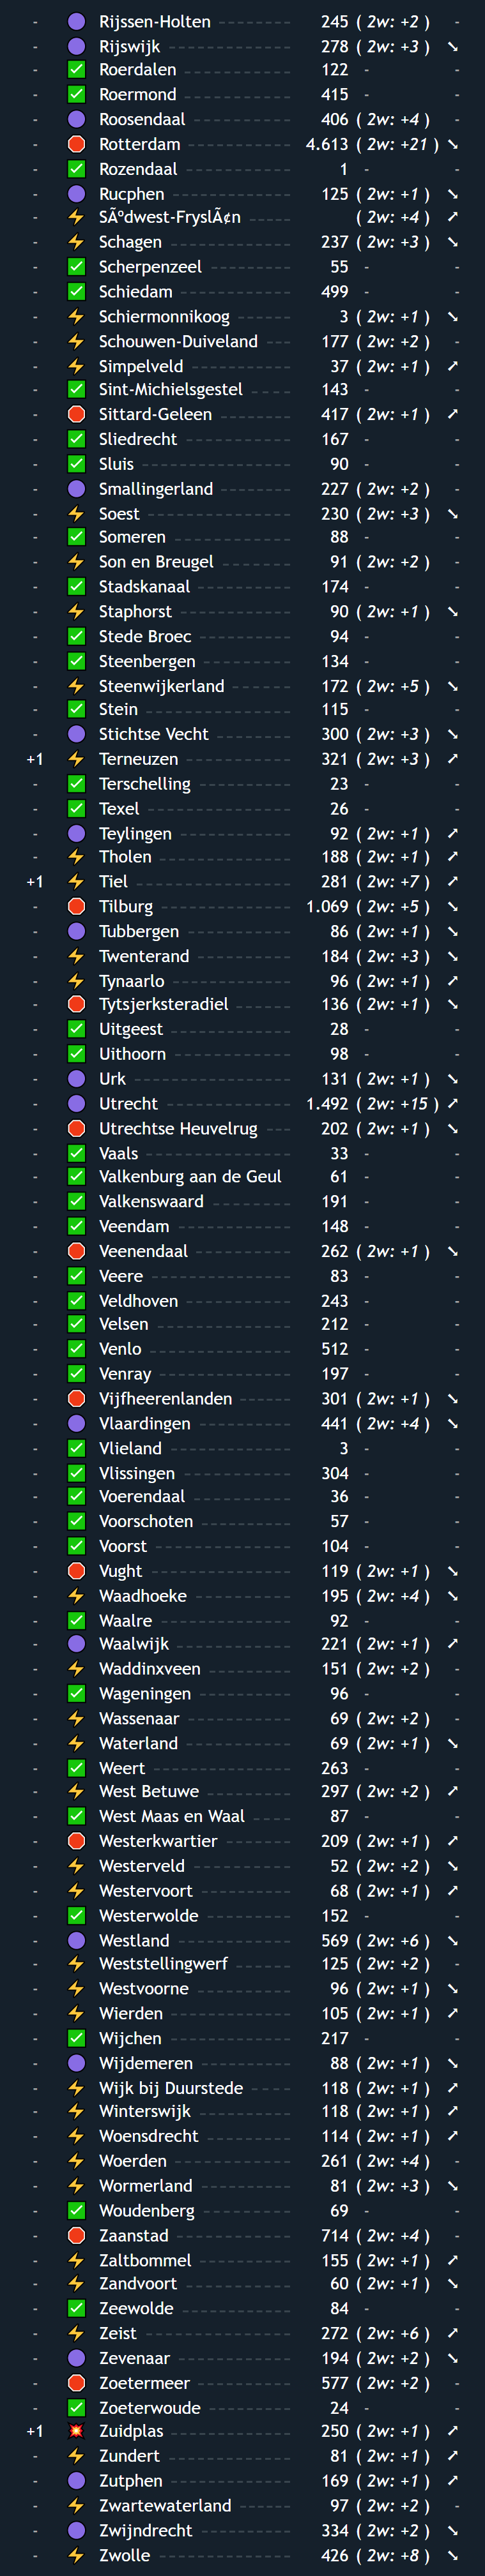 - Rijssen-Holten 245 ( 2w: +2 ) -
- Rijswijk 278 ( 2w: +3 ) ➘
- Roerdalen 122 - -
- Roermond 415 - -
- Roosendaal 406 ( 2w: +4 ) -
- Rotterdam 4.613 ( 2w: +21 ) ➘
- Rozendaal 1 - -
- Rucphen 125 ( 2w: +1 ) ➘
- SÃºdwest-FryslÃ¢n ( 2w: +4 ) ➚
- Schagen 237 ( 2w: +3 ) ➘
- Scherpenzeel 55 - -
- Schiedam 499 - -
- Schiermonnikoog 3 ( 2w: +1 ) ➘
- Schouwen-Duiveland 177 ( 2w: +2 ) -
- Simpelveld 37 ( 2w: +1 ) ➚
- Sint-Michielsgestel 143 - -
- Sittard-Geleen 417 ( 2w: +1 ) ➚
- Sliedrecht 167 - -
- Sluis 90 - -
- Smallingerland 227 ( 2w: +2 ) -
- Soest 230 ( 2w: +3 ) ➘
- Someren 88 - -
- Son en Breugel 91 ( 2w: +2 ) -
- Stadskanaal 174 - -
- Staphorst 90 ( 2w: +1 ) ➘
- Stede Broec 94 - -
- Steenbergen 134 - -
- Steenwijkerland 172 ( 2w: +5 ) ➘
- Stein 115 - -
- Stichtse Vecht 300 ( 2w: +3 ) ➘
+1 Terneuzen 321 ( 2w: +3 ) ➚
- Terschelling 23 - -
- Texel 26 - -
- Teylingen 92 ( 2w: +1 ) ➚
- Tholen 188 ( 2w: +1 ) ➚
+1 Tiel 281 ( 2w: +7 ) ➚
- Tilburg 1.069 ( 2w: +5 ) ➘
- Tubbergen 86 ( 2w: +1 ) ➘
- Twenterand 184 ( 2w: +3 ) ➘
- Tynaarlo 96 ( 2w: +1 ) ➚
- Tytsjerksteradiel 136 ( 2w: +1 ) ➘
- Uitgeest 28 - -
- Uithoorn 98 - -
- Urk 131 ( 2w: +1 ) ➘
- Utrecht 1.492 ( 2w: +15 ) ➚
- Utrechtse Heuvelrug 202 ( 2w: +1 ) ➘
- Vaals 33 - -
- Valkenburg aan de Geul 61 - -
- Valkenswaard 191 - -
- Veendam 148 - -
- Veenendaal 262 ( 2w: +1 ) ➘
- Veere 83 - -
- Veldhoven 243 - -
- Velsen 212 - -
- Venlo 512 - -
- Venray 197 - -
- Vijfheerenlanden 301 ( 2w: +1 ) ➘
- Vlaardingen 441 ( 2w: +4 ) ➘
- Vlieland 3 - -
- Vlissingen 304 - -
- Voerendaal 36 - -
- Voorschoten 57 - -
- Voorst 104 - -
- Vught 119 ( 2w: +1 ) ➘
- Waadhoeke 195 ( 2w: +4 ) ➘
- Waalre 92 - -
- Waalwijk 221 ( 2w: +1 ) ➚
- Waddinxveen 151 ( 2w: +2 ) -
- Wageningen 96 - -
- Wassenaar 69 ( 2w: +2 ) -
- Waterland 69 ( 2w: +1 ) ➘
- Weert 263 - -
- West Betuwe 297 ( 2w: +2 ) ➚
- West Maas en Waal 87 - -
- Westerkwartier 209 ( 2w: +1 ) ➚
- Westerveld 52 ( 2w: +2 ) ➘
- Westervoort 68 ( 2w: +1 ) ➚
- Westerwolde 152 - -
- Westland 569 ( 2w: +6 ) ➘
- Weststellingwerf 125 ( 2w: +2 ) -
- Westvoorne 96 ( 2w: +1 ) ➘
- Wierden 105 ( 2w: +1 ) ➚
- Wijchen 217 - -
- Wijdemeren 88 ( 2w: +1 ) ➘
- Wijk bij Duurstede 118 ( 2w: +1 ) ➚
- Winterswijk 118 ( 2w: +1 ) ➚
- Woensdrecht 114 ( 2w: +1 ) ➚
- Woerden 261 ( 2w: +4 ) -
- Wormerland 81 ( 2w: +3 ) ➘
- Woudenberg 69 - -
- Zaanstad 714 ( 2w: +4 ) -
- Zaltbommel 155 ( 2w: +1 ) ➚
- Zandvoort 60 ( 2w: +1 ) ➘
- Zeewolde 84 - -
- Zeist 272 ( 2w: +6 ) ➚
- Zevenaar 194 ( 2w: +2 ) ➘
- Zoetermeer 577 ( 2w: +2 ) -
- Zoeterwoude 24 - -
+1 Zuidplas 250 ( 2w: +1 ) ➚
- Zundert 81 ( 2w: +1 ) ➚
- Zutphen 169 ( 2w: +1 ) ➚
- Zwartewaterland 97 ( 2w: +2 ) -
- Zwijndrecht 334 ( 2w: +2 ) ➘
- Zwolle 426 ( 2w: +8 ) ➘